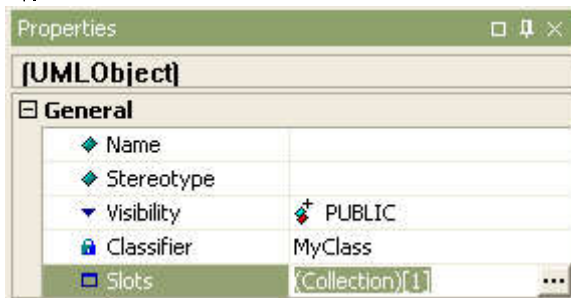 Properties
(UMLObject)
General
Name
Stereotype
Visibility PUBLIC
Classifier MyClass
Slots (Collection)[1] ...